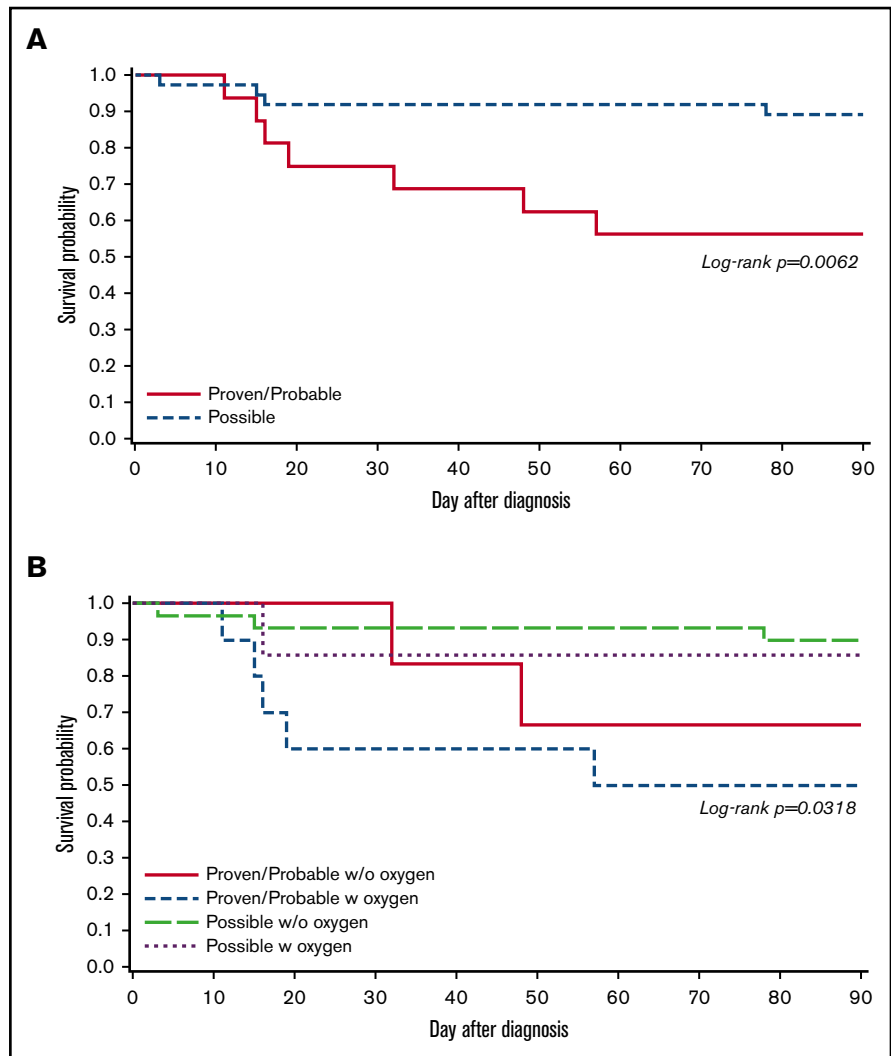 A
1.0
0.9
0.8
0.7
0.6
0.5
0.4
0.3
0.2
0.1
0.0
Survival probability
Log-rank p=0.0062
Proven/Probable
Possible
0 10 20 30 40 50 60 70 80 90
Day after diagnosis
B
1.0
0.9
0.8
0.7
0.6
0.5
0.4
0.3
0.2
0.1
0.0
Survival probability
Log-rank p=0.0318
Proven/Probable w/o oxygen
Proven/Probable w oxygen
Possible w/o oxygen
Possible w oxygen
0 10 20 30 40 50 60 70 80 90
Day after diagnosis